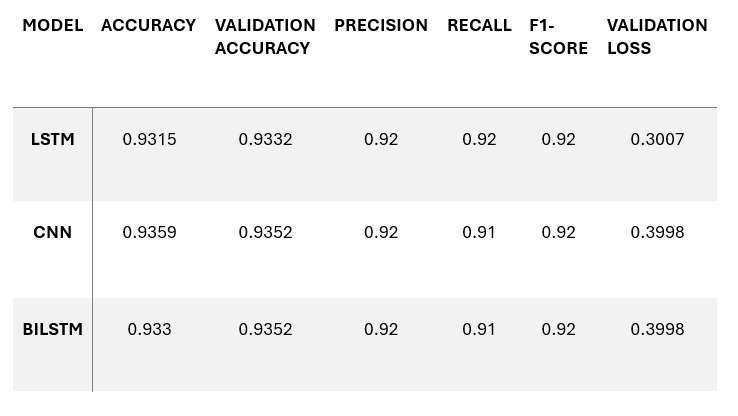 MODEL ACCURACY VALIDATION ACCURACY PRECISION RECALL F1-SCORE VALIDATION LOSS
LSTM 0.9315 0.9332 0.92 0.92 0.92 0.3007
CNN 0.9359 0.9352 0.92 0.91 0.92 0.3998
BILSTM 0.933 0.9352 0.92 0.91 0.92 0.3998